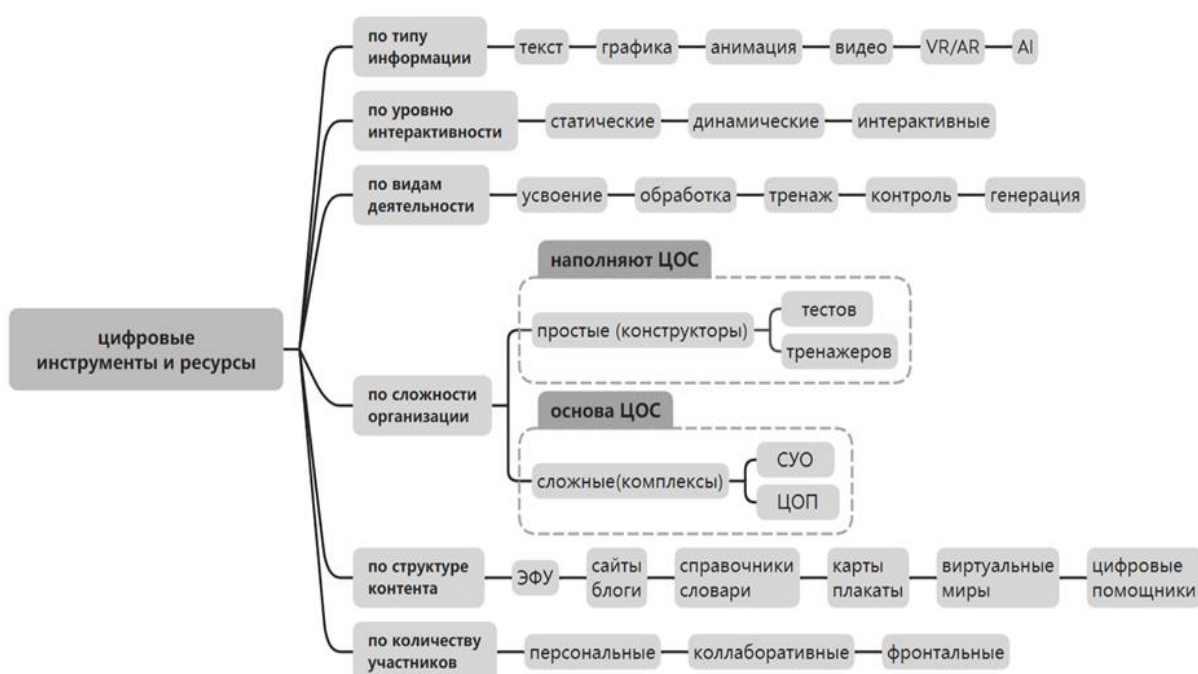 цифровые
инструменты и ресурсы
по типу
информации
текст
графика
анимация
видео
VR/AR
AI
по уровню
интерактивности
статические
динамические
интерактивные
по видам
деятельности
усвоение
обработка
тренаж
контроль
генерация
по сложности
организации
наполняют ЦОС
простые (конструкторы)
тестов
тренажеров
основа ЦОС
сложные(комплексы)
СУО
ЦОП
по структуре
контента
ЭФУ
сайты
блоги
справочники
словари
карты
плакаты
виртуальные
миры
цифровые
помощники
по количеству
участников
персональные
коллаборативные
фронтальные